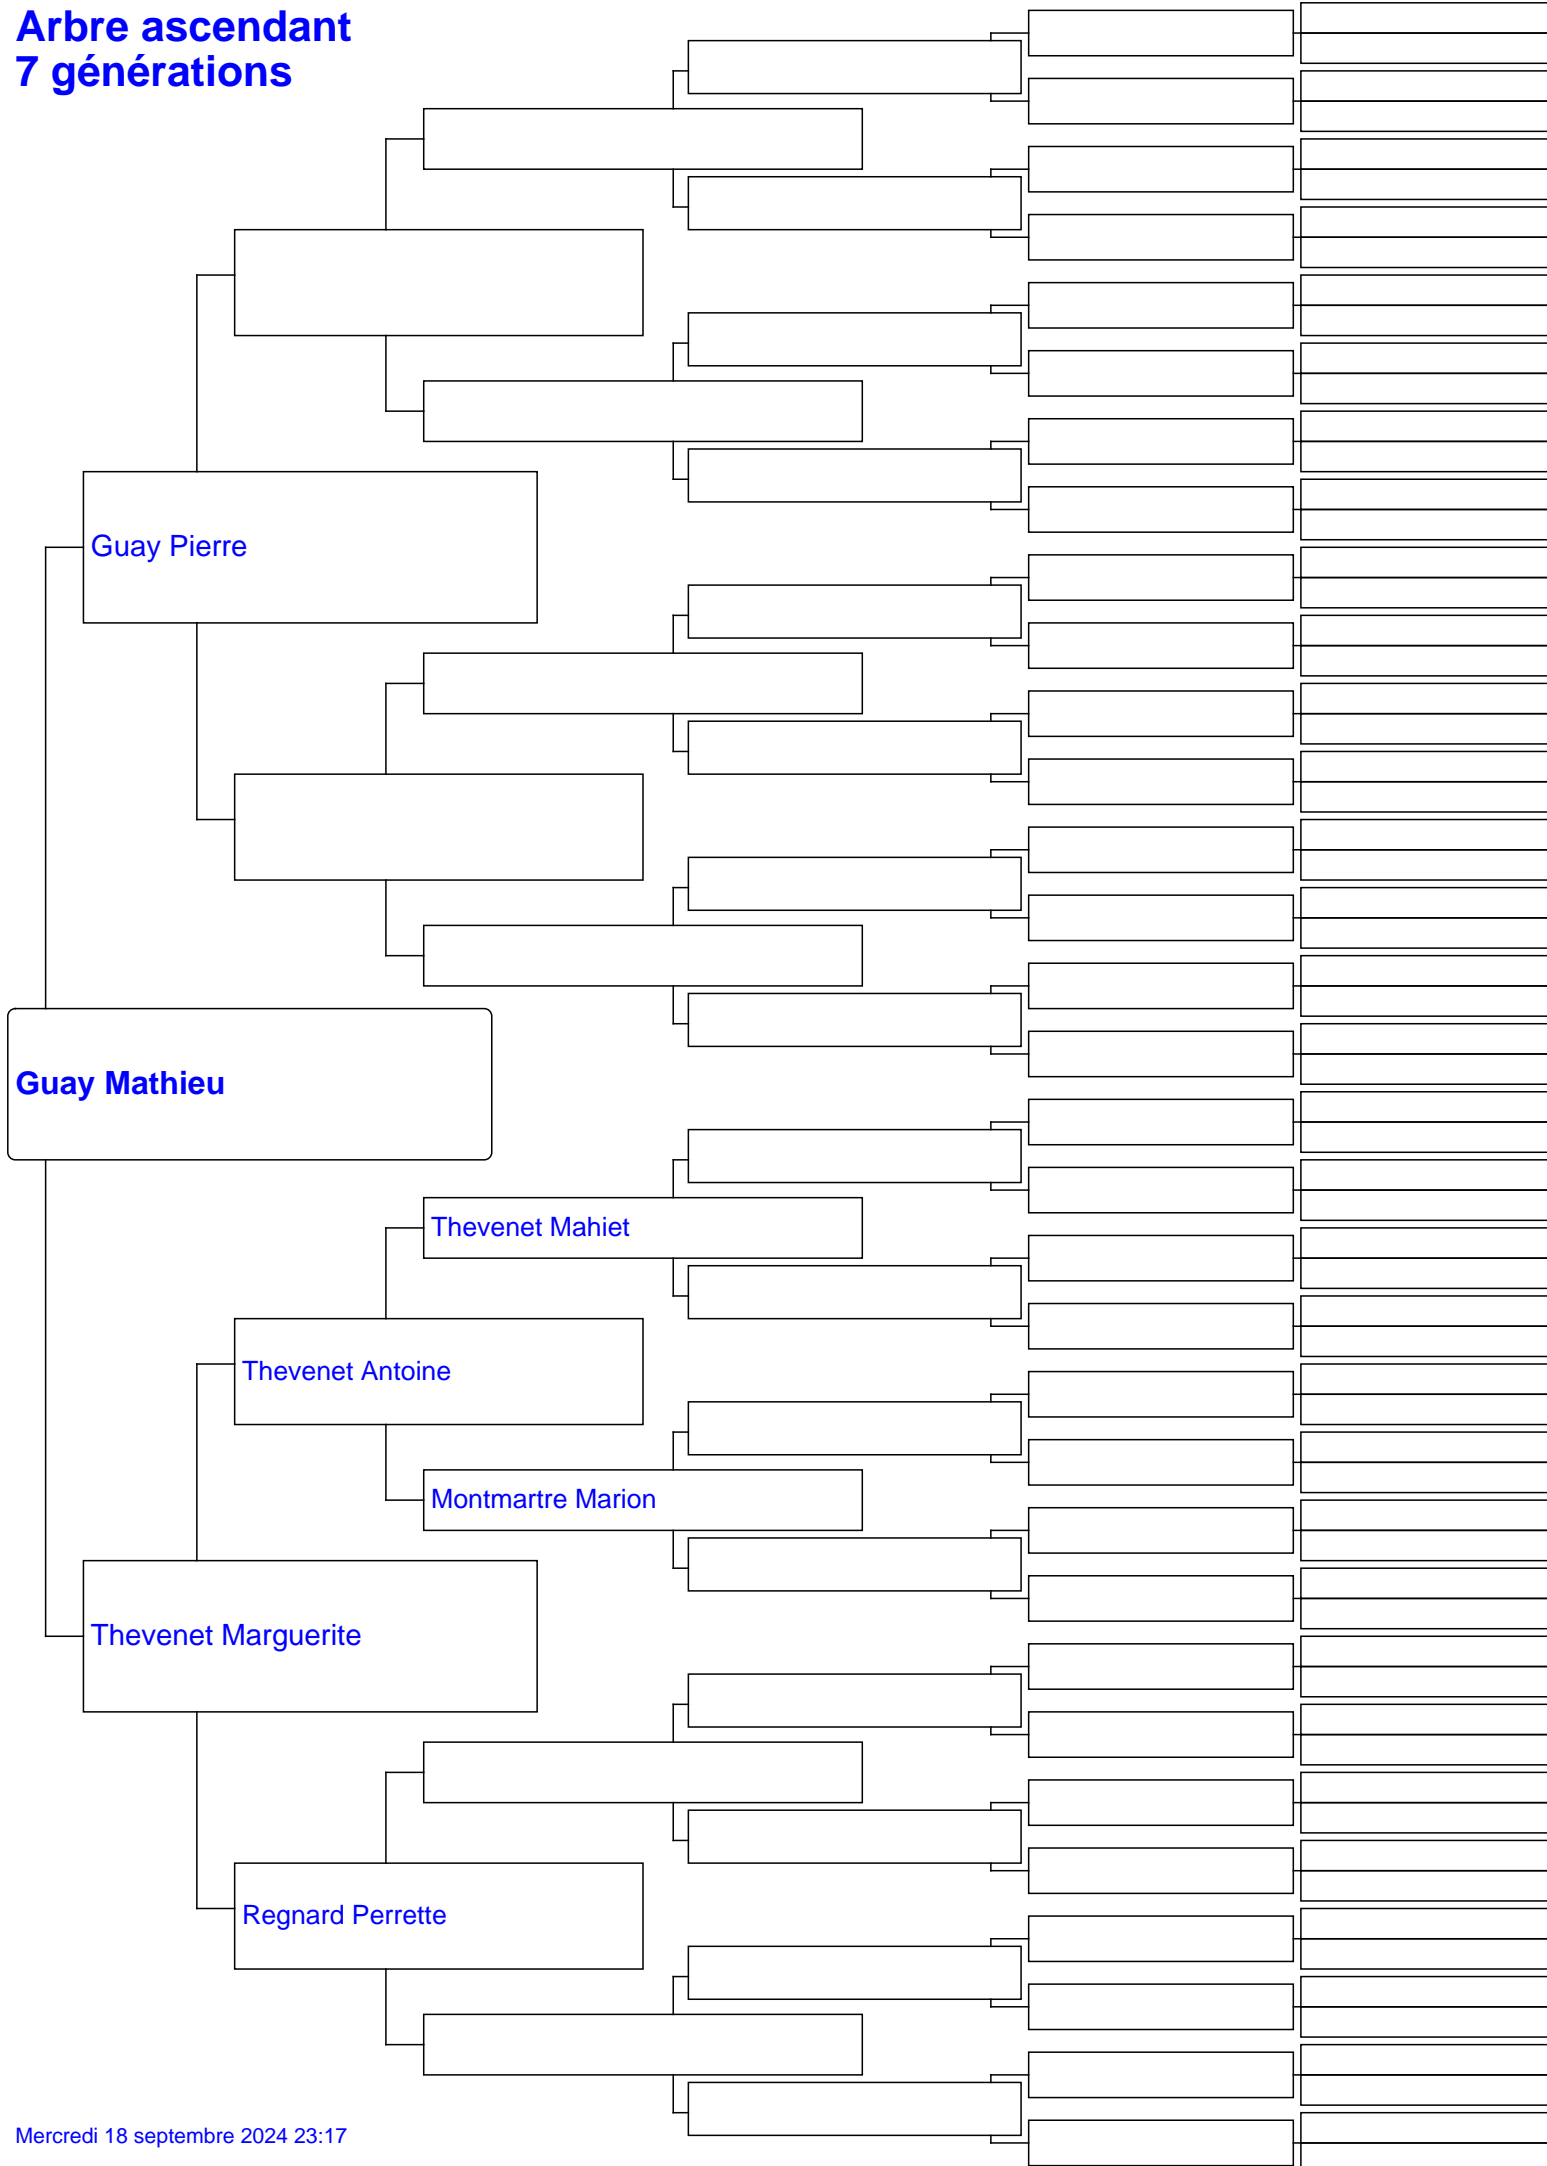 Arbre ascendant
7 générations
Guay Pierre
Guay Mathieu
Thevenet Mahiet
Thevenet Antoine
Montmartre Marion
Thevenet Marguerite
Regnard Perrette
Mercredi 18 septembre 2024 23:17